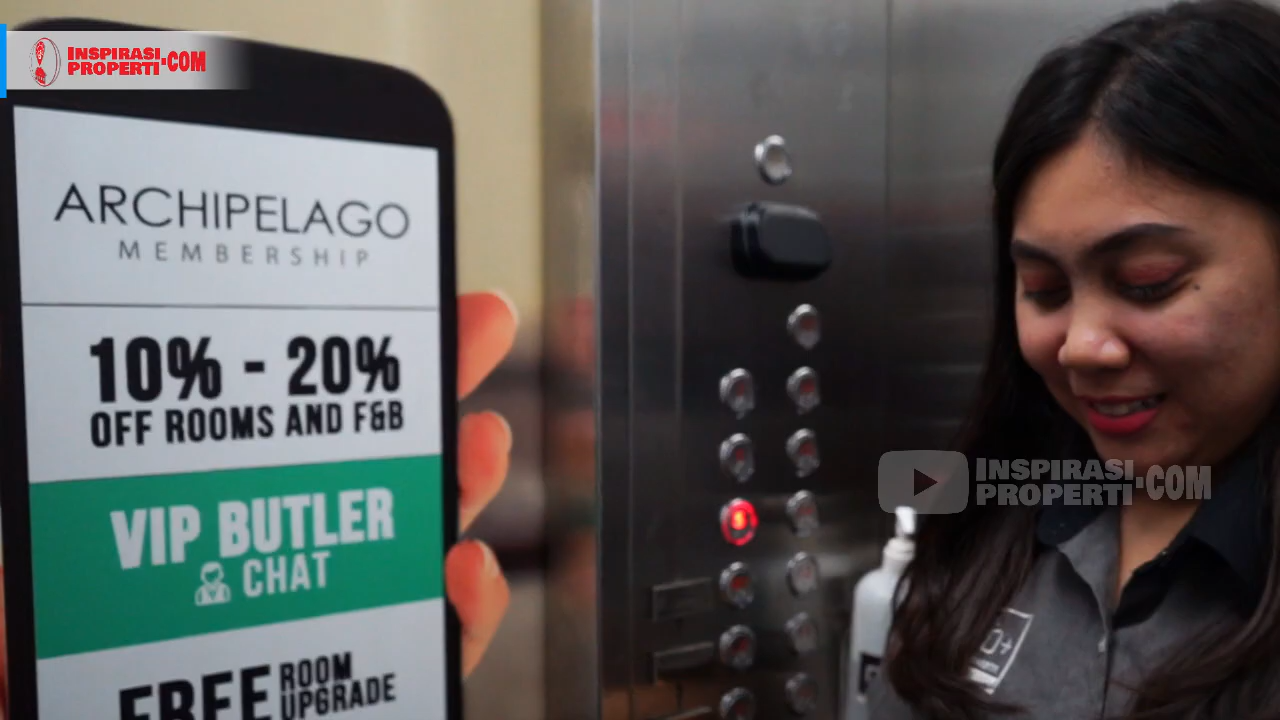 INSPIRASI
PROPERTI.COM
ARCHIPELAGO
MEMBERSHIP
10% - 20%
OFF ROOMS AND F&B
VIP BUTLER
CHAT
FREE ROOM
UPGRADE
INSPIRASI
PROPERTI.COM